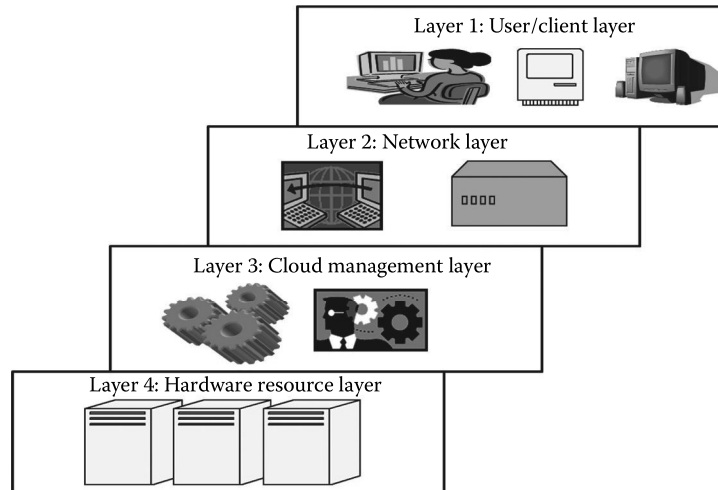 Layer 1: User/client layer
Layer 2: Network layer
Layer 3: Cloud management layer
Layer 4: Hardware resource layer